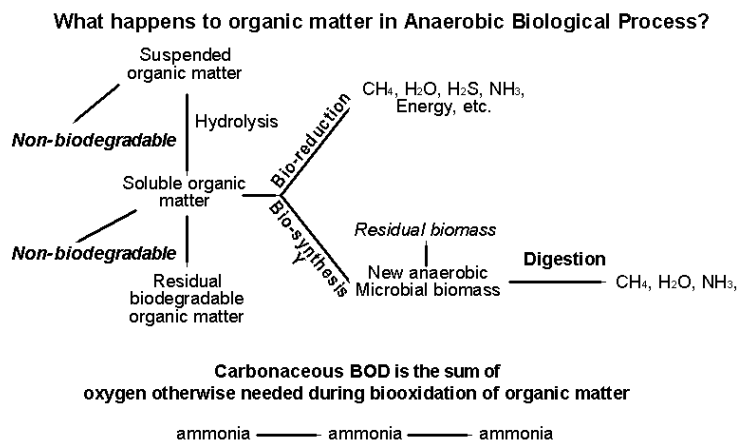 What happens to organic matter in Anaerobic Biological Process?
Suspended
organic matter
CH₄, H₂O, H₂S, NH₃,
Energy, etc.
Hydrolysis
Non-biodegradable
Bio-reduction
Soluble organic
matter
Bio-synthesis
Y
Residual biomass
Non-biodegradable
Digestion
New anaerobic
Microbial biomass
CH₄, H₂O, NH₃,
Residual
biodegradable
organic matter
Carbonaceous BOD is the sum of
oxygen otherwise needed during biooxidation of organic matter
ammonia ammonia ammonia